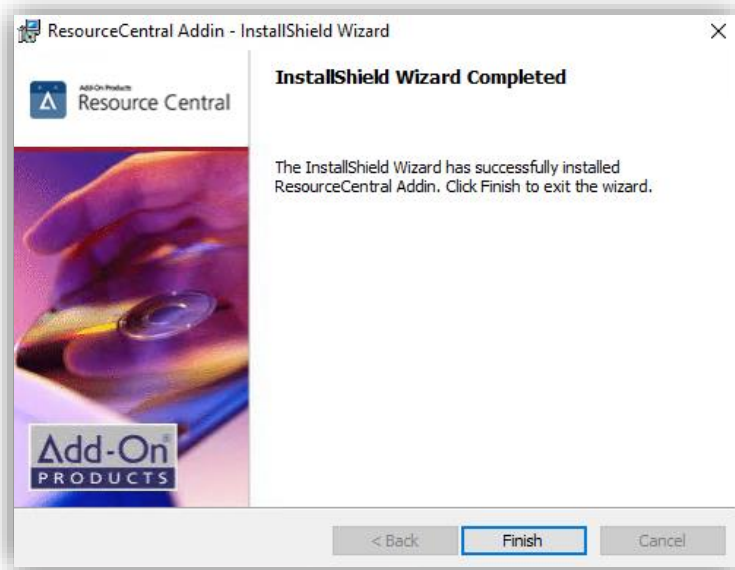 ResourceCentral Addin - InstallShield Wizard
Add-On Products
Resource Central
InstallShield Wizard Completed
The InstallShield Wizard has successfully installed
ResourceCentral Addin. Click Finish to exit the wizard.
Add-On®
PRODUCTS
< Back
Finish
Cancel